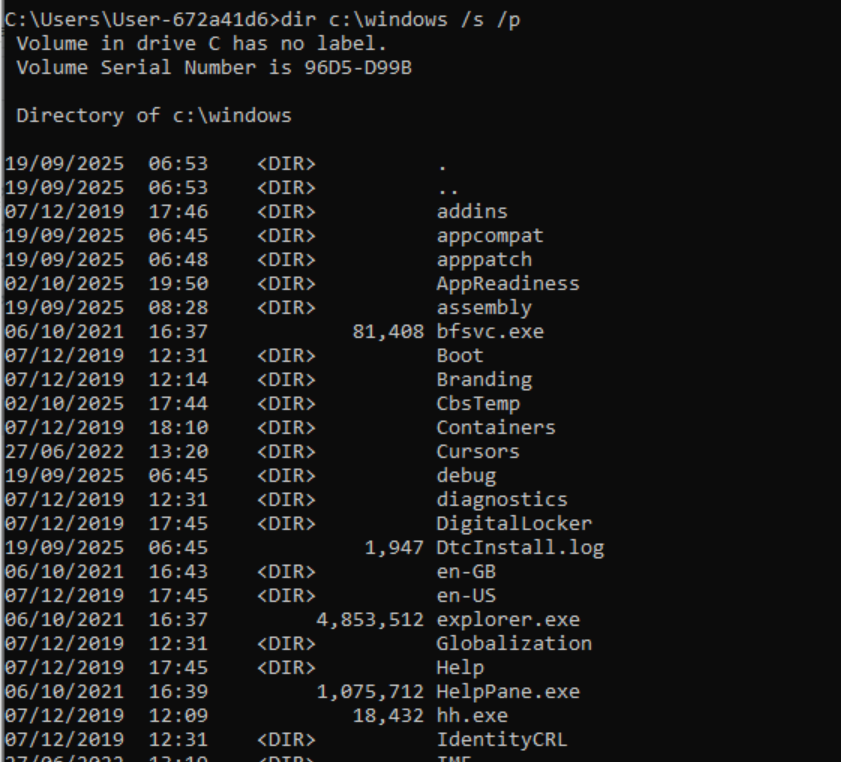 C:\Users\User-672a41d6>dir c:\windows /s /p
Volume in drive C has no label.
Volume Serial Number is 96D5-D99B
Directory of c:\windows
19/09/2025  06:53    <DIR>          .
19/09/2025  06:53    <DIR>          ..
07/12/2019  17:46    <DIR>          addins
19/09/2025  06:45    <DIR>          appcompat
19/09/2025  06:48    <DIR>          apppatch
02/10/2025  19:50    <DIR>          AppReadiness
19/09/2025  08:28    <DIR>          assembly
06/10/2021  16:37            81,408 bfsvc.exe
07/12/2019  12:31    <DIR>          Boot
07/12/2019  12:14    <DIR>          Branding
02/10/2025  17:44    <DIR>          CbsTemp
07/12/2019  18:10    <DIR>          Containers
27/06/2022  13:20    <DIR>          Cursors
19/09/2025  06:45    <DIR>          debug
07/12/2019  12:31    <DIR>          diagnostics
07/12/2019  17:45    <DIR>          DigitalLocker
19/09/2025  06:45             1,947 DtcInstall.log
06/10/2021  16:43    <DIR>          en-GB
07/12/2019  17:45    <DIR>          en-US
06/10/2021  16:37         4,853,512 explorer.exe
07/12/2019  12:31    <DIR>          Globalization
07/12/2019  17:45    <DIR>          Help
06/10/2021  16:39         1,075,712 HelpPane.exe
07/12/2019  12:09            18,432 hh.exe
07/12/2019  12:31    <DIR>          IdentityCRL